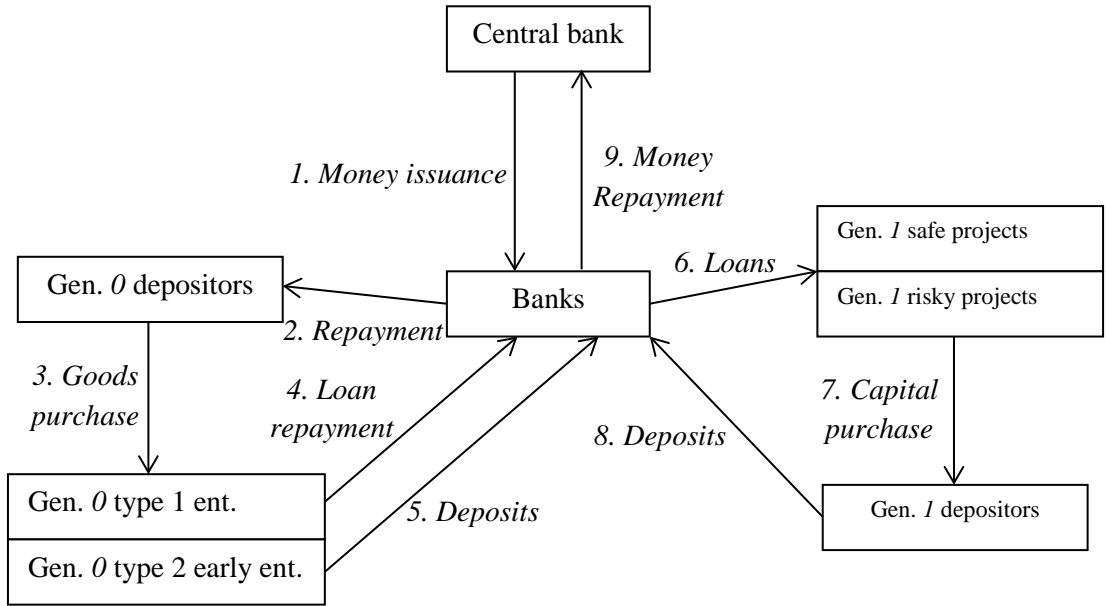 Central bank
1. Money issuance
9. Money
Repayment
Gen. 1 safe projects
Gen. 1 risky projects
6. Loans
Gen. 0 depositors
Banks
2. Repayment
3. Goods
purchase
4. Loan
repayment
7. Capital
purchase
8. Deposits
5. Deposits
Gen. 0 type 1 ent.
Gen. 0 type 2 early ent.
Gen. 1 depositors